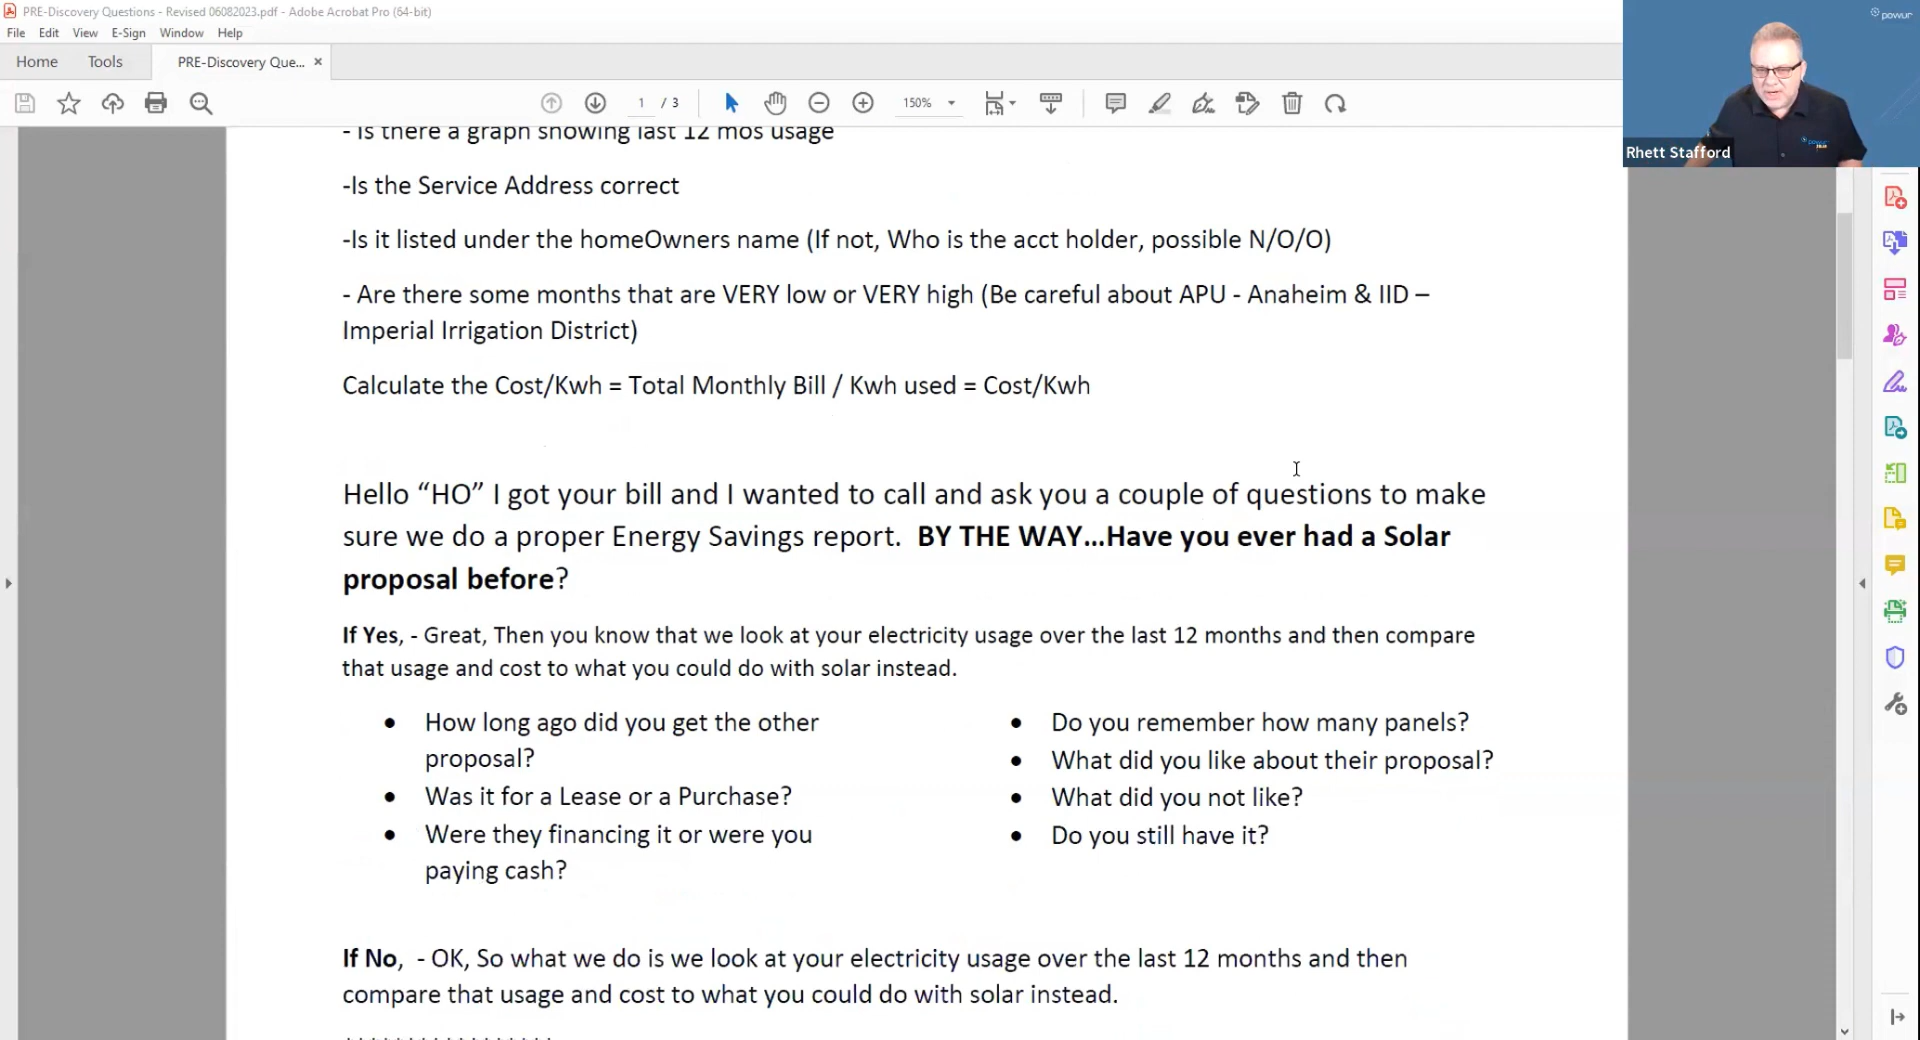 PRE-Discovery Questions - Revised 06082023.pdf - Adobe Acrobat Pro (64-bit)
File Edit View E-Sign Window Help
Home Tools PRE-Discovery Que... ×
1 / 3 150%
powur
Rhett Stafford
- Is there a graph showing last 12 mos usage
-Is the Service Address correct
-Is it listed under the homeOwners name (If not, Who is the acct holder, possible N/O/O)
- Are there some months that are VERY low or VERY high (Be careful about APU - Anaheim & IID –
Imperial Irrigation District)
Calculate the Cost/Kwh = Total Monthly Bill / Kwh used = Cost/Kwh
Hello “HO” I got your bill and I wanted to call and ask you a couple of questions to make
sure we do a proper Energy Savings report. BY THE WAY...Have you ever had a Solar
proposal before?
If Yes, - Great, Then you know that we look at your electricity usage over the last 12 months and then compare
that usage and cost to what you could do with solar instead.
• How long ago did you get the other
proposal?
• Was it for a Lease or a Purchase?
• Were they financing it or were you
paying cash?
• Do you remember how many panels?
• What did you like about their proposal?
• What did you not like?
• Do you still have it?
If No, - OK, So what we do is we look at your electricity usage over the last 12 months and then
compare that usage and cost to what you could do with solar instead.